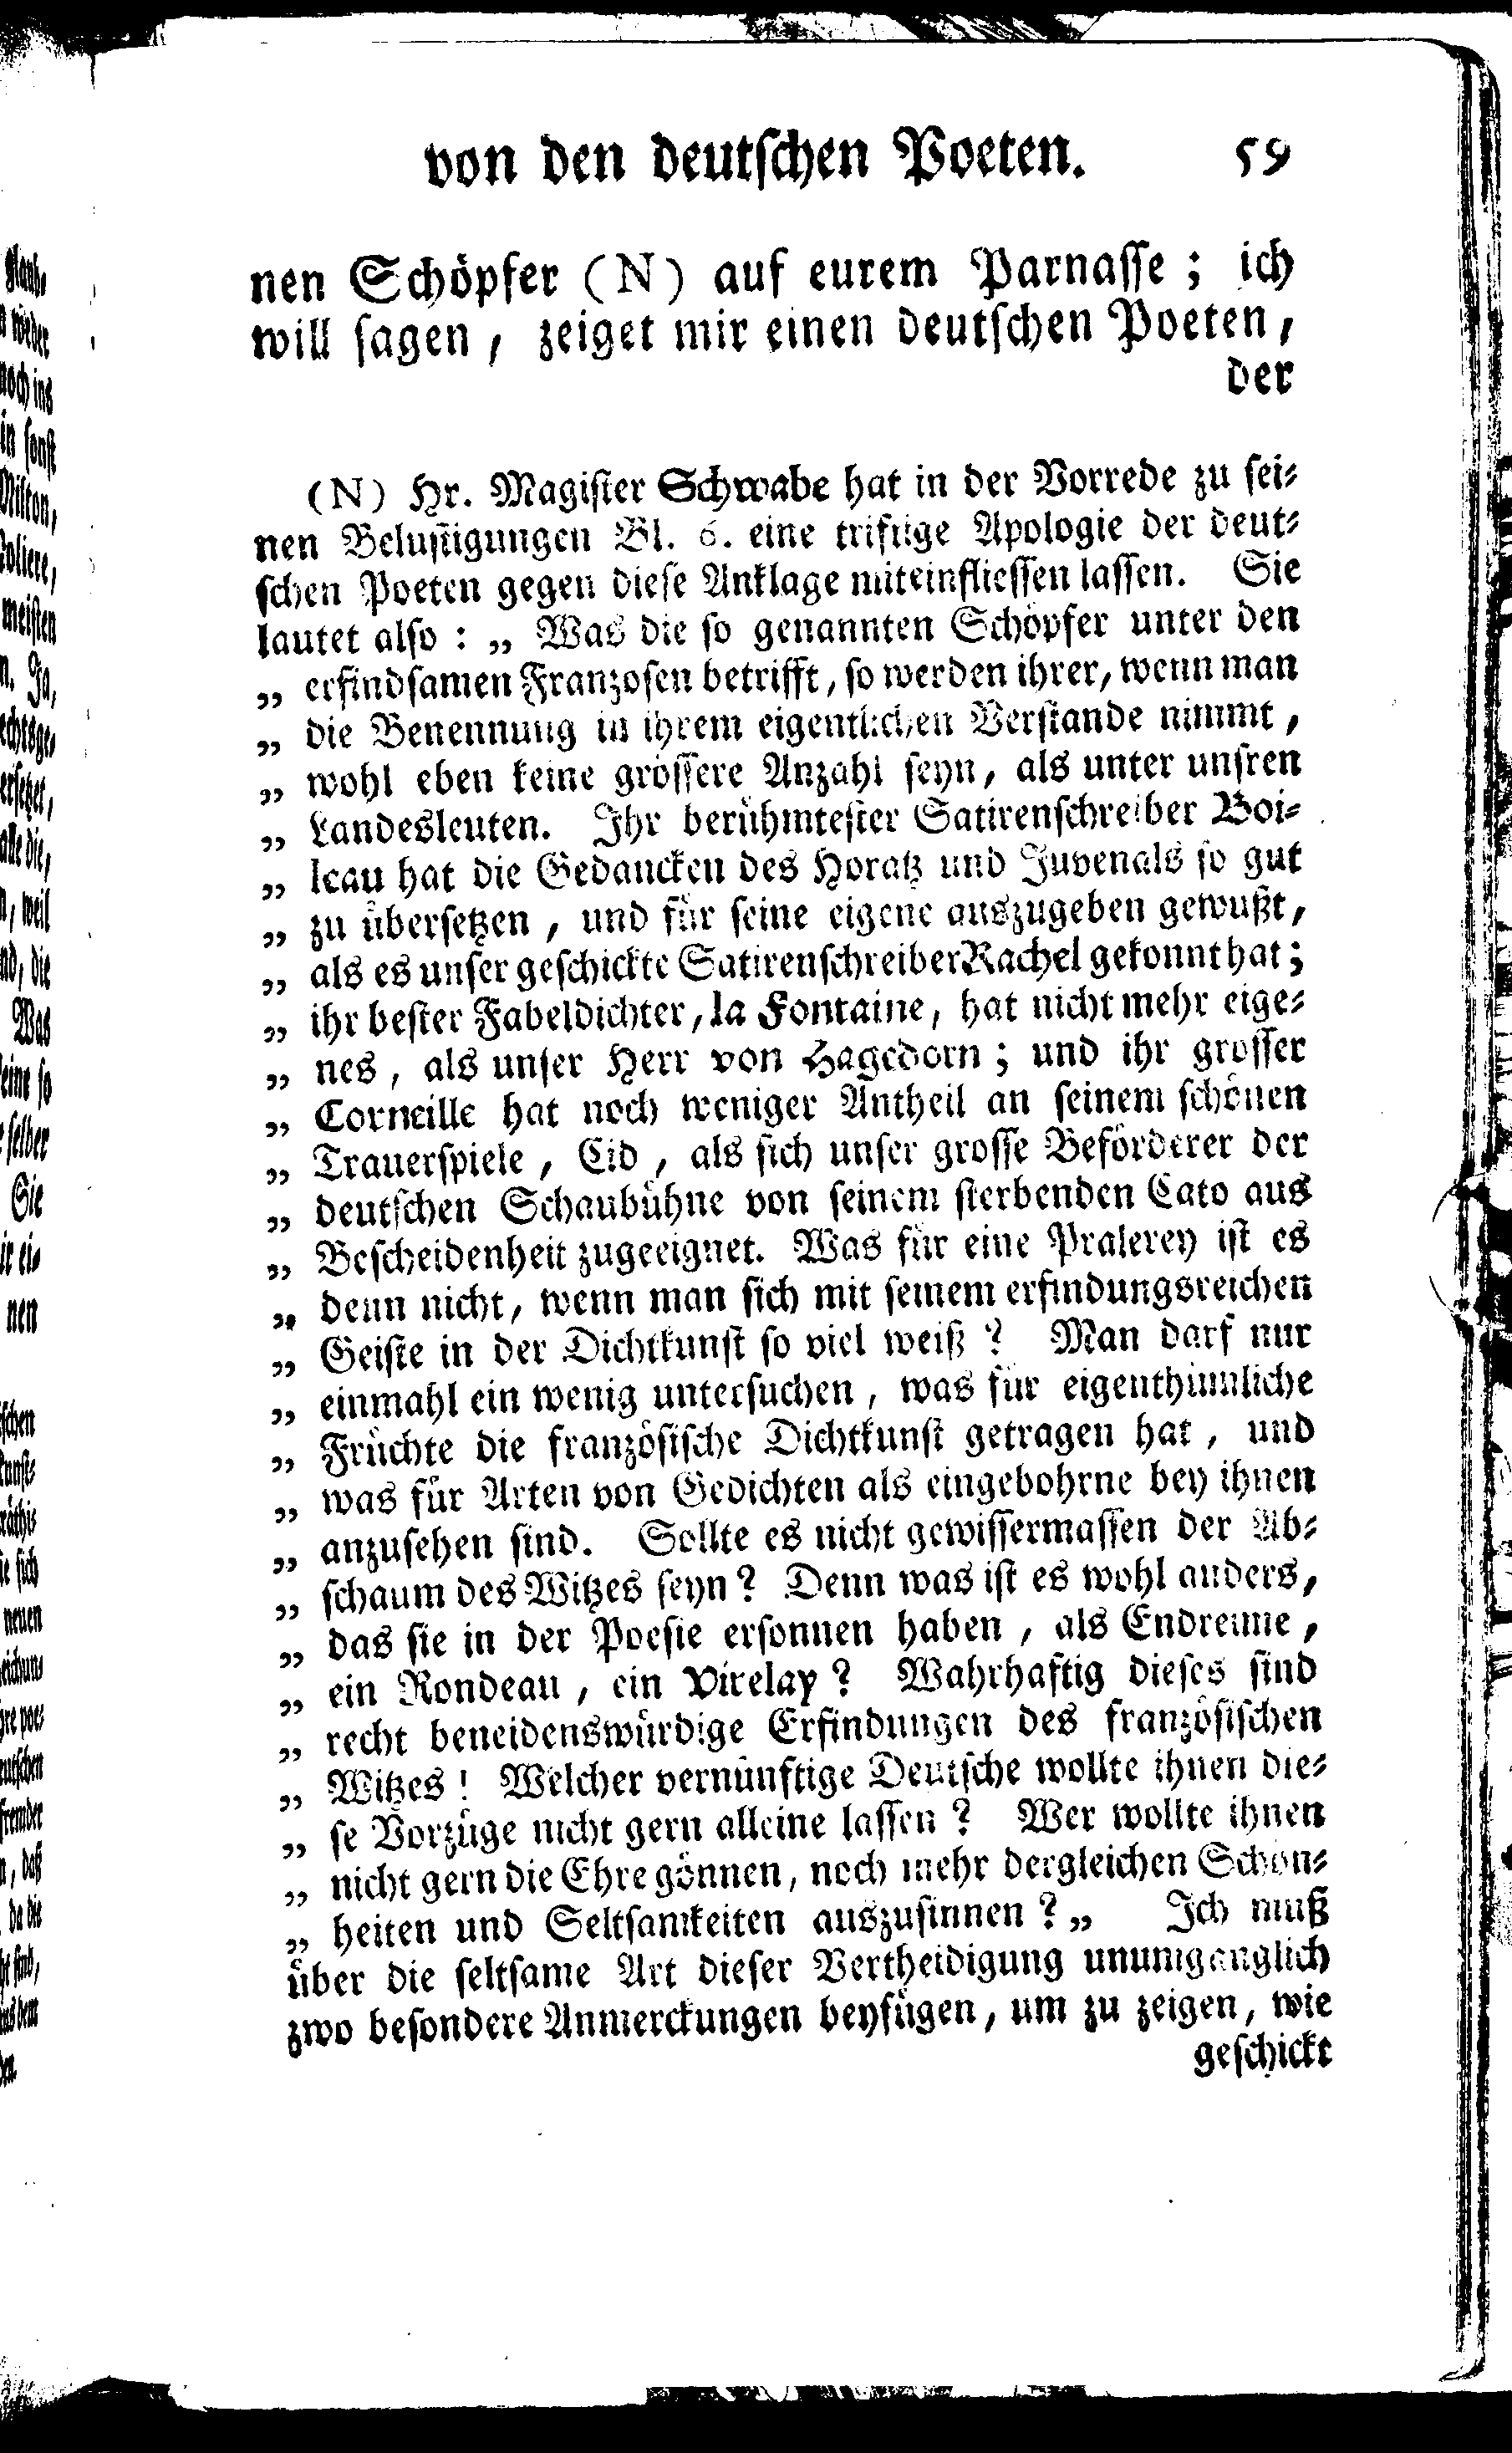 von den deutschen Poeten. 59
nen Schöpfer (N) auf eurem Parnasse; ich
will sagen, zeiget mir einen deutschen Poeten,
der
(N) Hr. Magister Schwabe hat in der Vorrede zu sei-
nen Belustigungen Bl. 6. eine triftige Apologie der deut-
schen Poeten gegen diese Anklage miteinfliessen lassen. Sie
lautet also: „ Was die so genannten Schöpfer unter den
„ erfindsamen Franzosen betrifft, so werden ihrer, wenn man
„ die Benennung in ihrem eigentlichen Verstande nimmt,
„ wohl eben keine grössere Anzahl seyn, als unter unsren
„ Landesleuten. Ihr berühmtester Satirenschreiber Boi-
„ leau hat die Gedancken des Horatz und Juvenals so gut
„ zu übersetzen, und für seine eigene auszugeben gewußt,
„ als es unser geschickte Satirenschreiber Rachel gekonnt hat;
„ ihr bester Fabeldichter, la Fontaine, hat nicht mehr eige-
„ nes, als unser Herr von Hagedorn; und ihr grosser
„ Corneille hat noch weniger Antheil an seinem schönen
„ Trauerspiele, Cid, als sich unser grosse Beförderer der
„ deutschen Schaubühne von seinem sterbenden Cato aus
„ Bescheidenheit zugeeignet. Was für eine Pralerey ist es
„ denn nicht, wenn man sich mit seinem erfindungsreichen
„ Geiste in der Dichtkunst so viel weiß? Man darf nur
„ einmahl ein wenig untersuchen, was für eigenthümliche
„ Früchte die französische Dichtkunst getragen hat, und
„ was für Arten von Gedichten als eingebohrne bey ihnen
„ anzusehen sind. Sollte es nicht gewissermassen der Ab-
„ schaum des Witzes seyn? Denn was ist es wohl anders,
„ das sie in der Poesie ersonnen haben, als Endreime,
„ ein Rondeau, ein Virelay? Wahrhaftig dieses sind
„ recht beneidenswürdige Erfindungen des französischen
„ Witzes! Welcher vernünftige Deutsche wollte ihnen die-
„ se Vorzüge nicht gern alleine lassen? Wer wollte ihnen
„ nicht gern die Ehre gönnen, noch mehr dergleichen Schön-
„ heiten und Seltsamkeiten auszusinnen?„ Ich muß
über die seltsame Art dieser Vertheidigung unumgänglich
zwo besondere Anmerckungen beyfügen, um zu zeigen, wie
geschickt